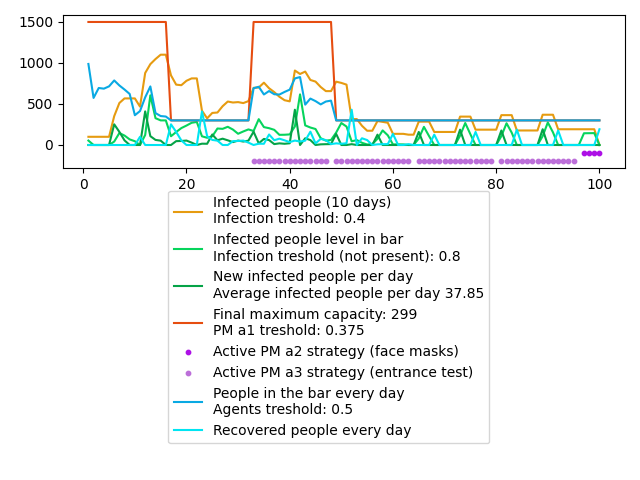 1500
1000
500
0
0
20
40
60
80
100
Infected people (10 days)
Infection treshold: 0.4
Infected people level in bar
Infection treshold (not present): 0.8
New infected people per day
Average infected people per day 37.85
Final maximum capacity: 299
PM a1 treshold: 0.375
Active PM a2 strategy (face masks)
Active PM a3 strategy (entrance test)
People in the bar every day
Agents treshold: 0.5
Recovered people every day